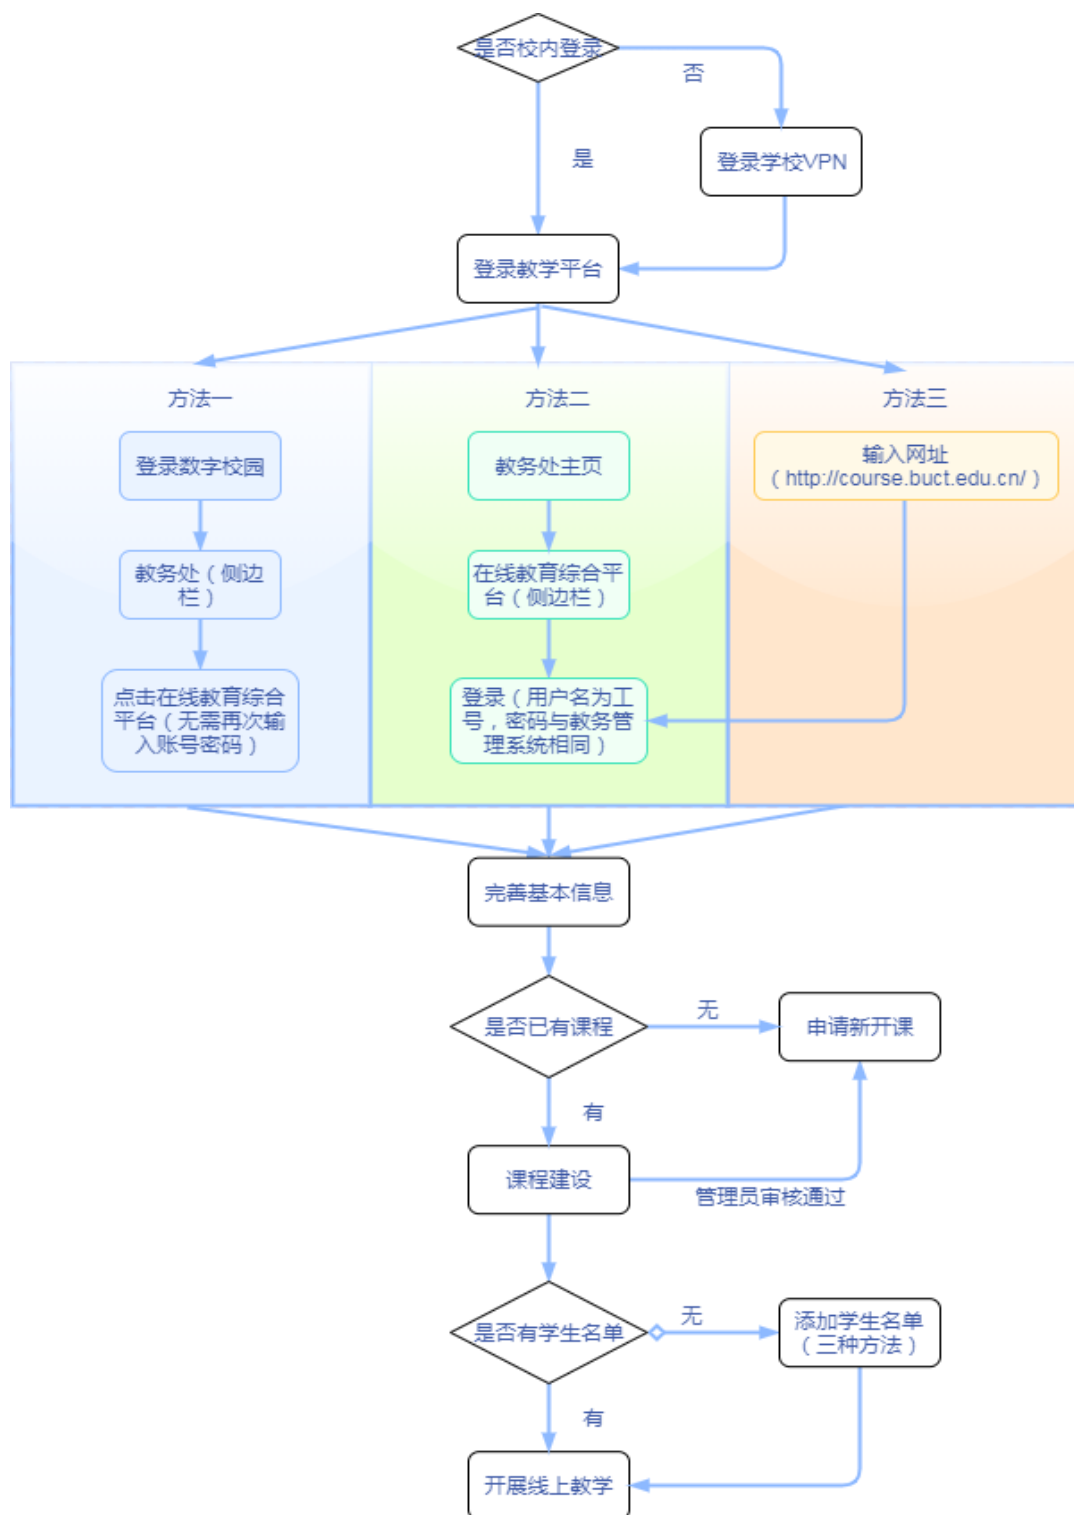 是否校内登录
否
是
登录学校VPN
登录教学平台
方法一
方法二
方法三
登录数字校园
教务处（侧边
栏）
点击在线教育综合
平台（无需再次输
入账号密码）
教务处主页
在线教育综合平
台（侧边栏）
登录（用户名为工
号，密码与教务管
理系统相同）
输入网址
（http://course.buct.edu.cn/）
完善基本信息
是否已有课程
无
申请新开课
有
课程建设
管理员审核通过
是否有学生名单
无
添加学生名单
（三种方法）
有
开展线上教学